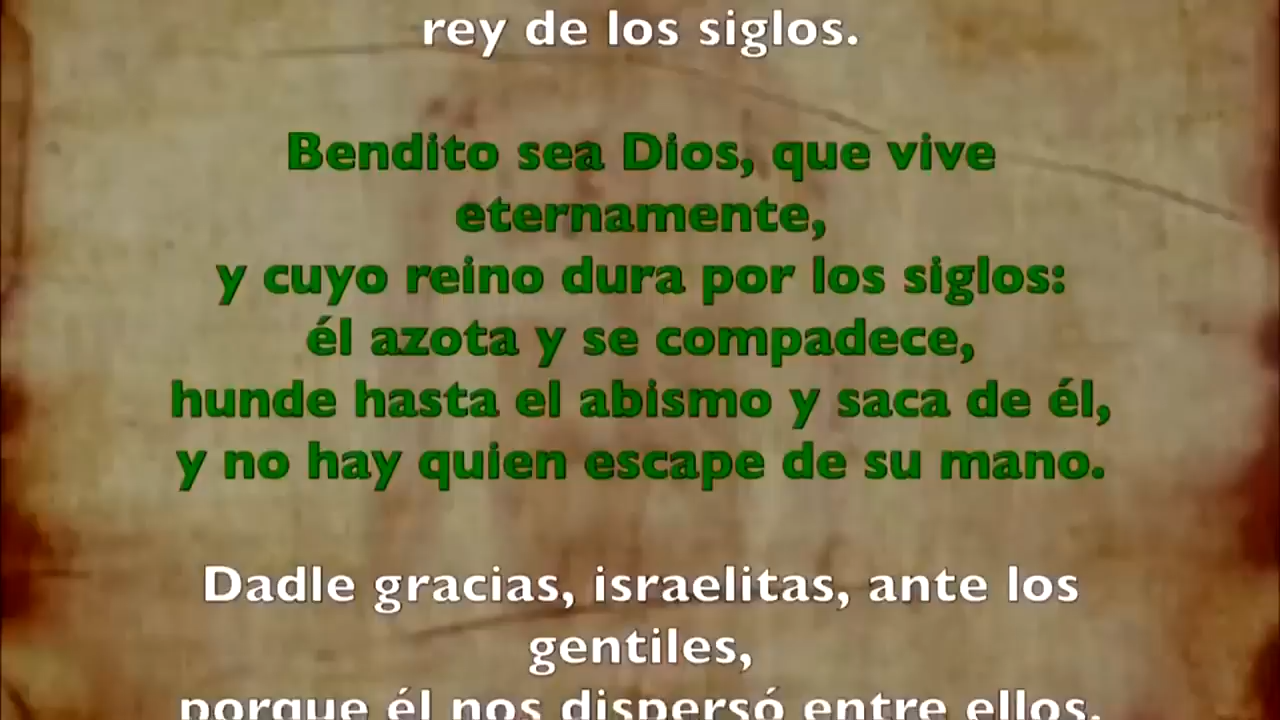 rey de los siglos.
Bendito sea Dios, que vive
eternamente,
y cuyo reino dura por los siglos:
él azota y se compadece,
hunde hasta el abismo y saca de él,
y no hay quien escape de su mano.
Dadle gracias, israelitas, ante los
gentiles,
porque él nos dispersó entre ellos.